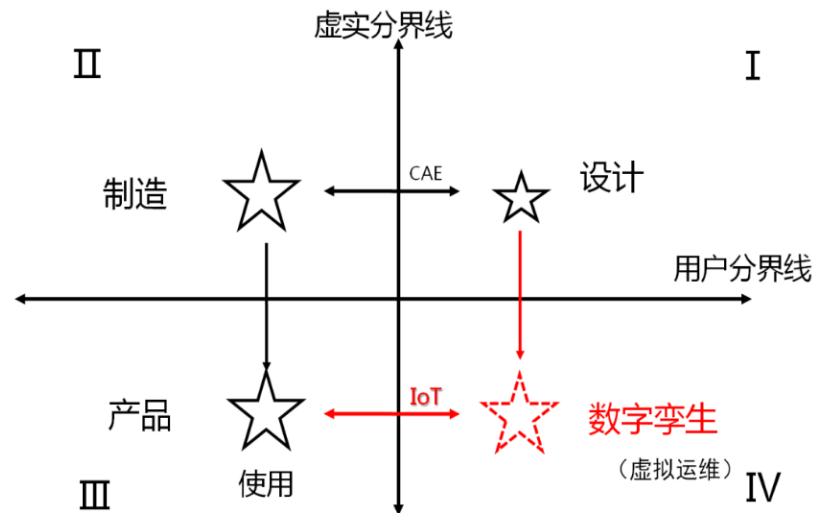 虚实分界线
Ⅱ
Ⅰ
制造
CAE
设计
用户分界线
产品
IoT
数字孪生
（虚拟运维）
使用
Ⅲ
Ⅳ